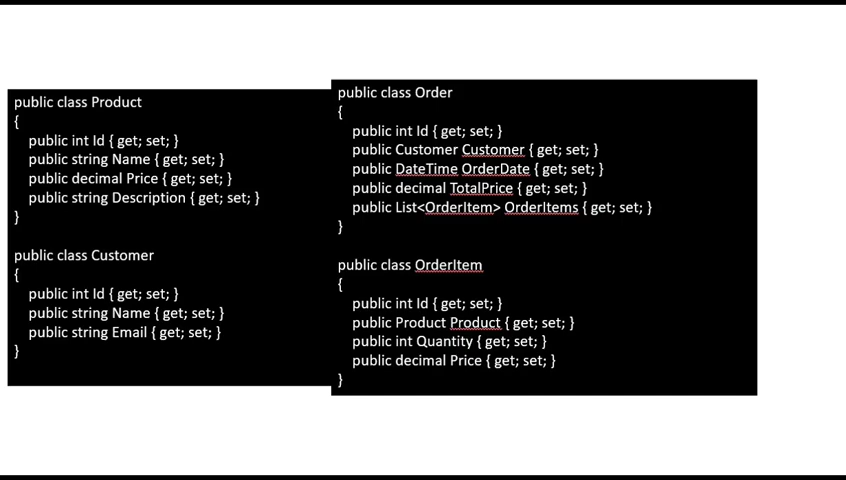 public class Product
{
public int Id { get; set; }
public string Name { get; set; }
public decimal Price { get; set; }
public string Description { get; set; }
}
public class Customer
{
public int Id { get; set; }
public string Name { get; set; }
public string Email { get; set; }
}
public class Order
{
public int Id { get; set; }
public Customer Customer { get; set; }
public DateTime OrderDate { get; set; }
public decimal TotalPrice { get; set; }
public List<OrderItem> OrderItems { get; set; }
}
public class OrderItem
{
public int Id { get; set; }
public Product Product { get; set; }
public int Quantity { get; set; }
public decimal Price { get; set; }
}